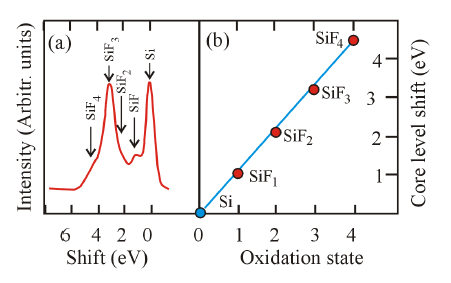 (a)
SiF4
SiF3
SiF2
SiF
Si
Intensity (Arbitr. units)
6 4 2 0
Shift (eV)
(b)
SiF4
SiF3
SiF2
SiF1
Si
4
3
2
1
Core level shift (eV)
0 1 2 3 4
Oxidation state